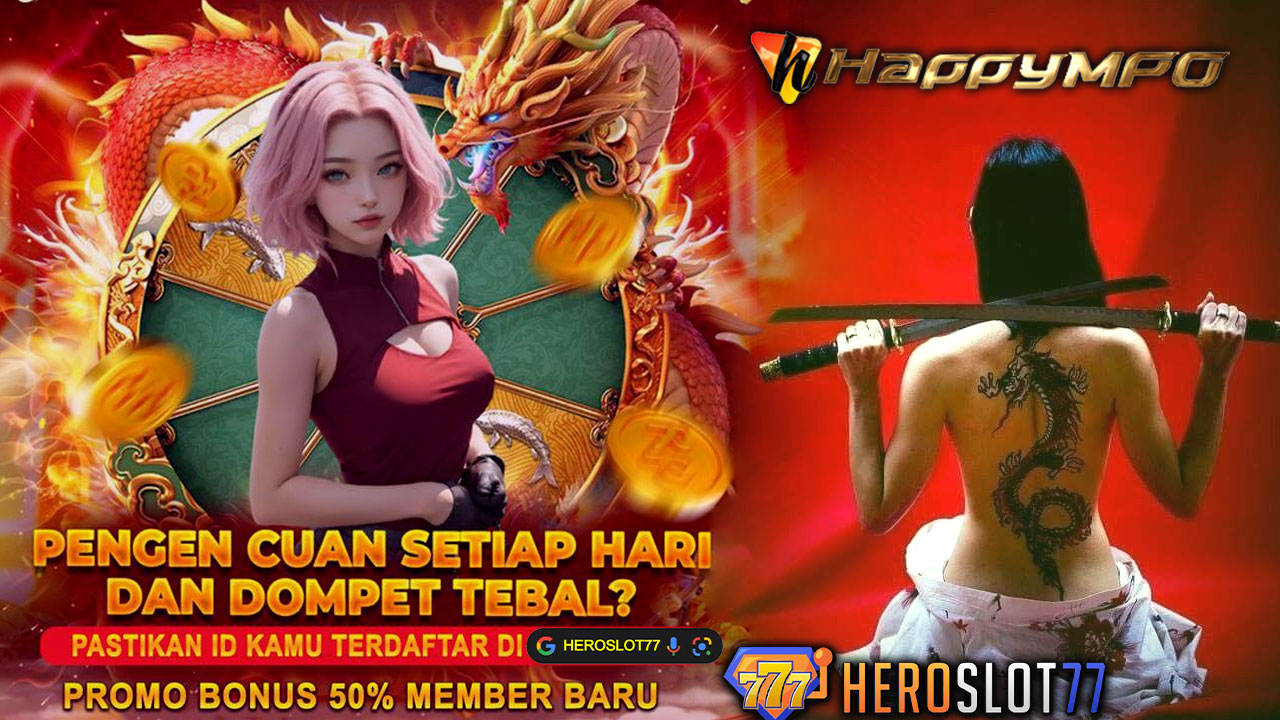 HAPPYMPO
PENGEN CUAN SETIAP HARI
DAN DOMPET TEBAL?
PASTIKAN ID KAMU TERDAFTAR DI HEROSLOT77
PROMO BONUS 50% MEMBER BARU
777 HEROSLOT77